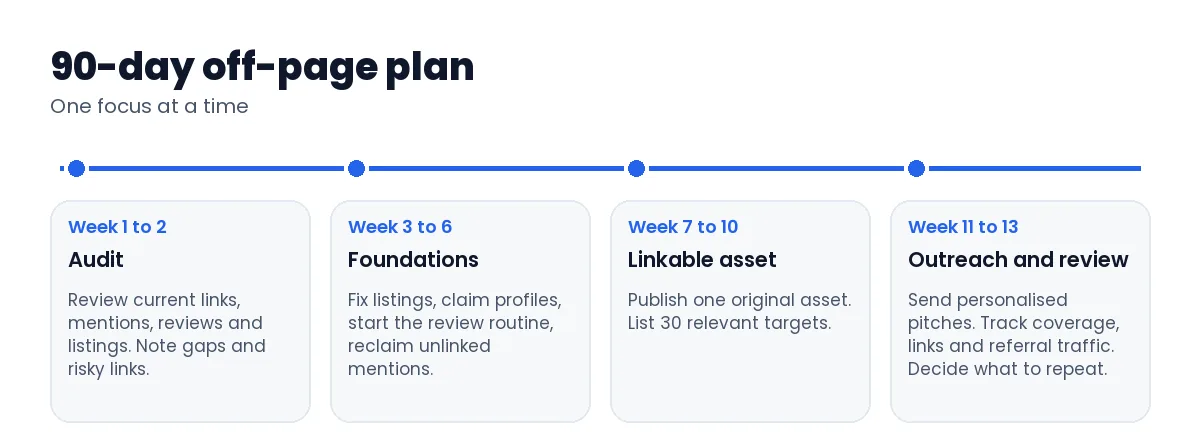 90-day off-page plan
One focus at a time
Week 1 to 2
Audit
Review current links,
mentions, reviews and
listings. Note gaps and
risky links.
Week 3 to 6
Foundations
Fix listings, claim profiles,
start the review routine,
reclaim unlinked
mentions.
Week 7 to 10
Linkable asset
Publish one original asset.
List 30 relevant targets.
Week 11 to 13
Outreach and review
Send personalised
pitches. Track coverage,
links and referral traffic.
Decide what to repeat.